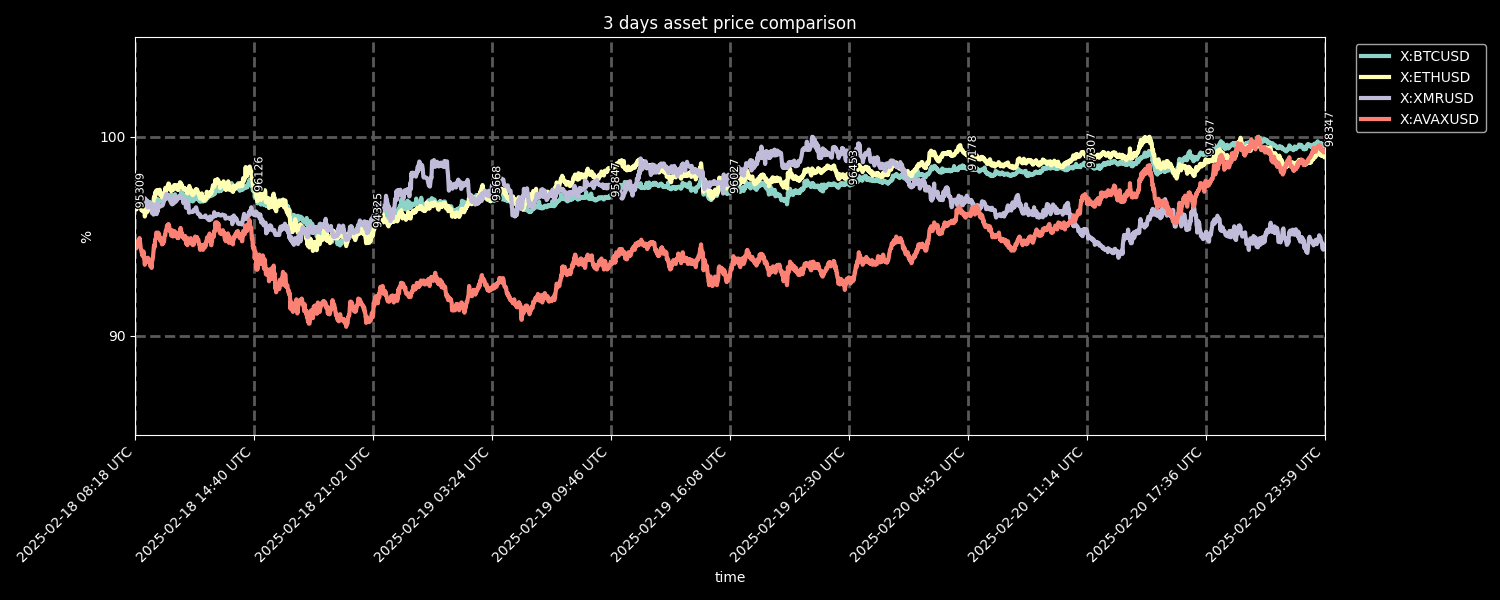 3 days asset price comparison
X:BTCUSD
X:ETHUSD
X:XMRUSD
X:AVAXUSD
100
90
%
95309
96126
94325
95668
95847
96027
96453
97178
97307
97967
98347
2025-02-18 08:18 UTC
2025-02-18 14:40 UTC
2025-02-18 21:02 UTC
2025-02-19 03:24 UTC
2025-02-19 09:46 UTC
2025-02-19 16:08 UTC
2025-02-19 22:30 UTC
2025-02-20 04:52 UTC
2025-02-20 11:14 UTC
2025-02-20 17:36 UTC
2025-02-20 23:59 UTC
time